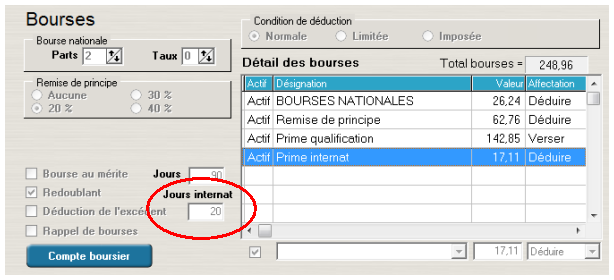 Bourses
Bourse nationale
Parts 2 Taux 0
Remise de principe
Aucune 30 %
20 % 40 %
Bourse au mérite Jours 90
Redoublant Jours internat
Déduction de l'excédent 20
Rappel de bourses
Compte boursier
Condition de déduction
Normale Limitée Imposée
Détail des bourses Total bourses = 248,96
Actif Désignation Valeur Affectation
Actif BOURSES NATIONALES 26,24 Déduire
Actif Remise de principe 62,76 Déduire
Actif Prime qualification 142,85 Verser
Actif Prime internat 17,11 Déduire
17,11 Déduire